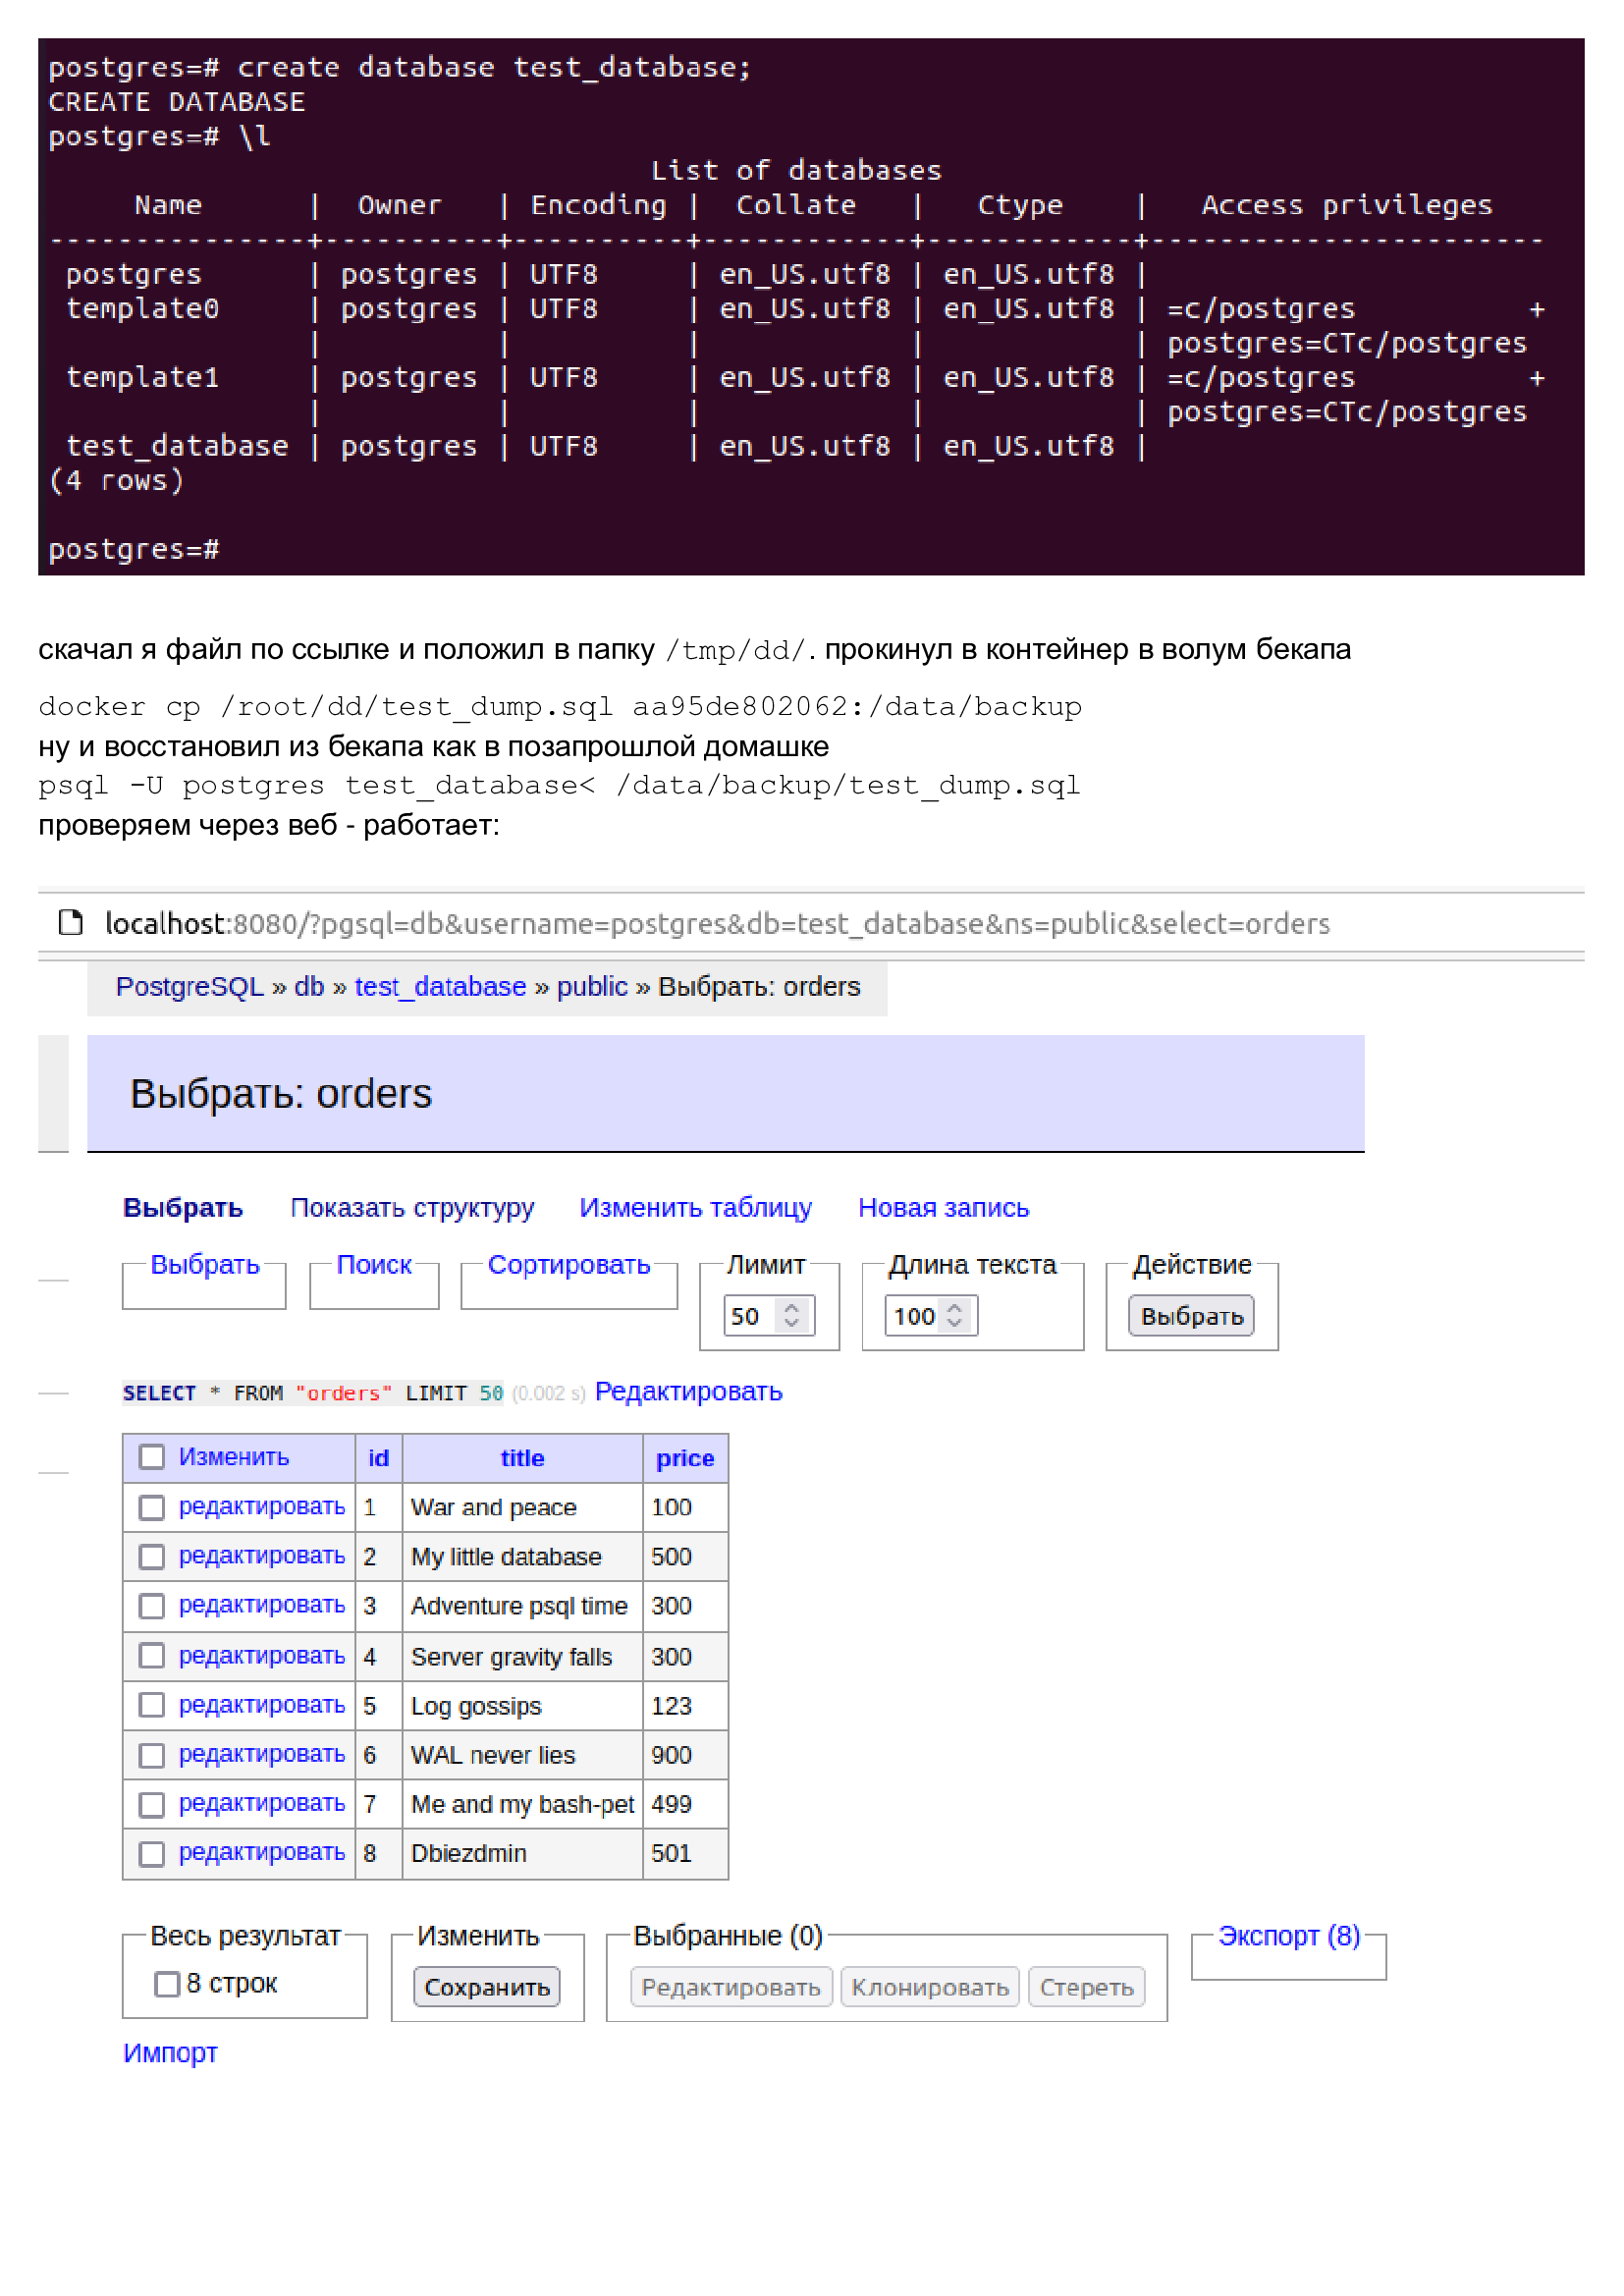 postgres=# create database test_database;
CREATE DATABASE
postgres=# \l
List of databases
Name | Owner | Encoding | Collate | Ctype | Access privileges
---------------+----------+----------+------------+------------+-----------------------
postgres | postgres | UTF8 | en_US.utf8 | en_US.utf8 |
template0 | postgres | UTF8 | en_US.utf8 | en_US.utf8 | =c/postgres +
| | | | | postgres=CTc/postgres
template1 | postgres | UTF8 | en_US.utf8 | en_US.utf8 | =c/postgres +
| | | | | postgres=CTc/postgres
test_database | postgres | UTF8 | en_US.utf8 | en_US.utf8 |
(4 rows)
postgres=#
скачал я файл по ссылке и положил в папку /tmp/dd/. прокинул в контейнер в волум бекапа
docker cp /root/dd/test_dump.sql aa95de802062:/data/backup
ну и восстановил из бекапа как в позапрошлой домашке
psql -U postgres test_database< /data/backup/test_dump.sql
проверяем через веб - работает:
localhost:8080/?pgsql=db&username=postgres&db=test_database&ns=public&select=orders
PostgreSQL » db » test_database » public » Выбрать: orders
Выбрать: orders
Выбрать Показать структуру Изменить таблицу Новая запись
Выбрать Поиск Сортировать Лимит Длина текста Действие
50 100 Выбрать
SELECT * FROM "orders" LIMIT 50 (0.002 s) Редактировать
Изменить id title price
редактировать 1 War and peace 100
редактировать 2 My little database 500
редактировать 3 Adventure psql time 300
редактировать 4 Server gravity falls 300
редактировать 5 Log gossips 123
редактировать 6 WAL never lies 900
редактировать 7 Me and my bash-pet 499
редактировать 8 Dbiezdmin 501
Весь результат Изменить Выбранные (0) Экспорт (8)
8 строк Сохранить Редактировать Клонировать Стереть
Импорт